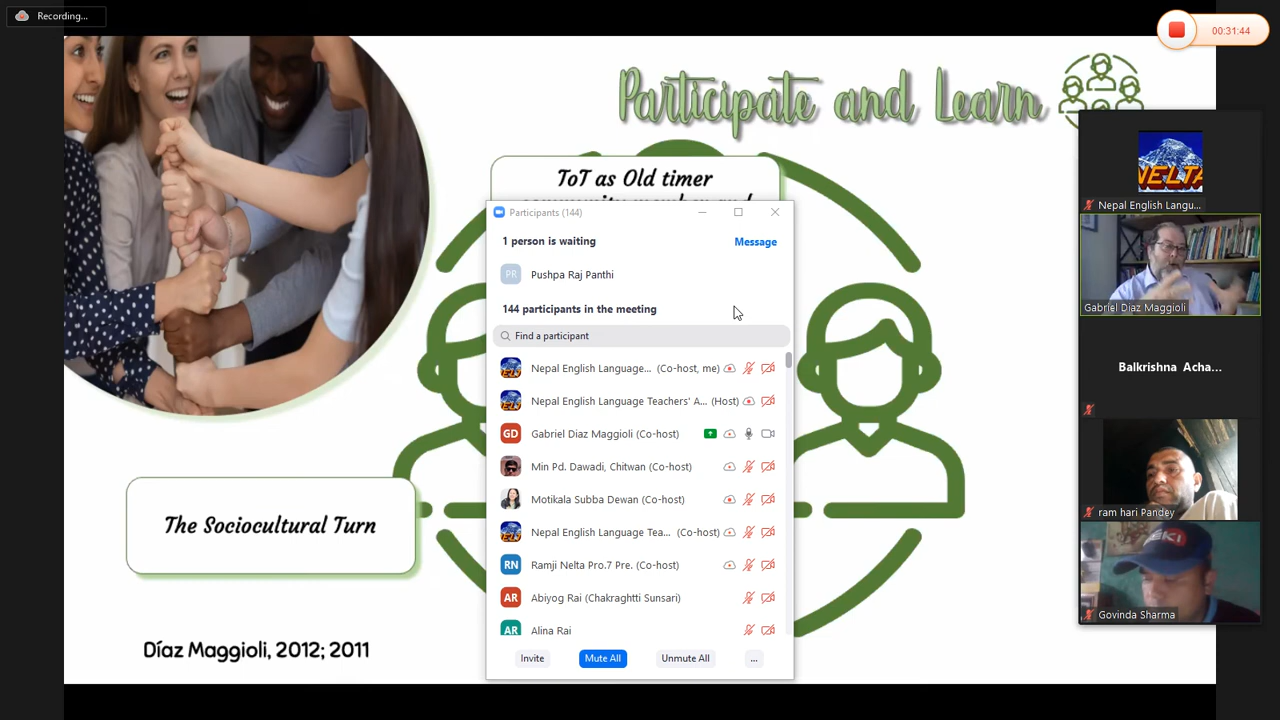 Recording...
00:31:44
Participate and Learn
ToT as Old timer
Participants (144)
1 person is waiting
Message
PR
Pushpa Raj Panthi
144 participants in the meeting
Find a participant
Nepal English Language... (Co-host, me)
Nepal English Language Teachers' A... (Host)
GD
Gabriel Diaz Maggioli (Co-host)
Min Pd. Dawadi, Chitwan (Co-host)
Motikala Subba Dewan (Co-host)
Nepal English Language Tea... (Co-host)
RN
Ramji Nelta Pro.7 Pre. (Co-host)
AR
Abiyog Rai (Chakraghtti Sunsari)
AR
Alina Rai
Invite
Mute All
Unmute All
...
The Sociocultural Turn
Díaz Maggioli, 2012; 2011
NELTA
Nepal English Langu...
Gabriel Diaz Maggioli
Balkrishna Acha...
ram hari Pandey
Govinda Sharma